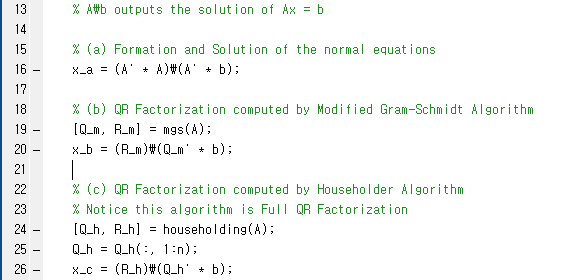 13 % A₩b outputs the solution of Ax = b
14
15 % (a) Formation and Solution of the normal equations
16 – x_a = (A' * A)₩(A' * b);
17
18 % (b) QR Factorization computed by Modified Gram-Schmidt Algorithm
19 – [Q_m, R_m] = mgs(A);
20 – x_b = (R_m)₩(Q_m' * b);
21
22 % (c) QR Factorization computed by Householder Algorithm
23 % Notice this algorithm is Full QR Factorization
24 – [Q_h, R_h] = householding(A);
25 – Q_h = Q_h(:, 1:n);
26 – x_c = (R_h)₩(Q_h' * b);